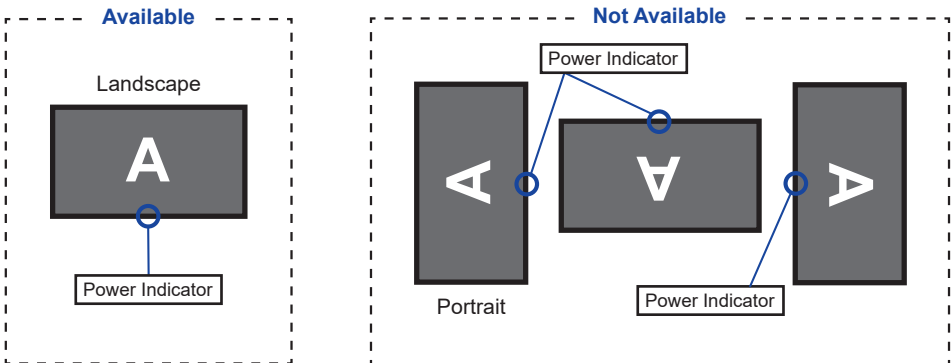 Available
Landscape
A
Power Indicator
Not Available
Power Indicator
A
A
A
Portrait
Power Indicator